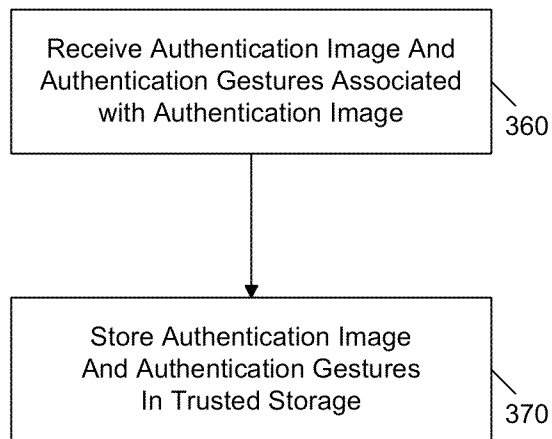 Receive Authentication Image And
Authentication Gestures Associated
with Authentication Image
360
Store Authentication Image
And Authentication Gestures
In Trusted Storage
370